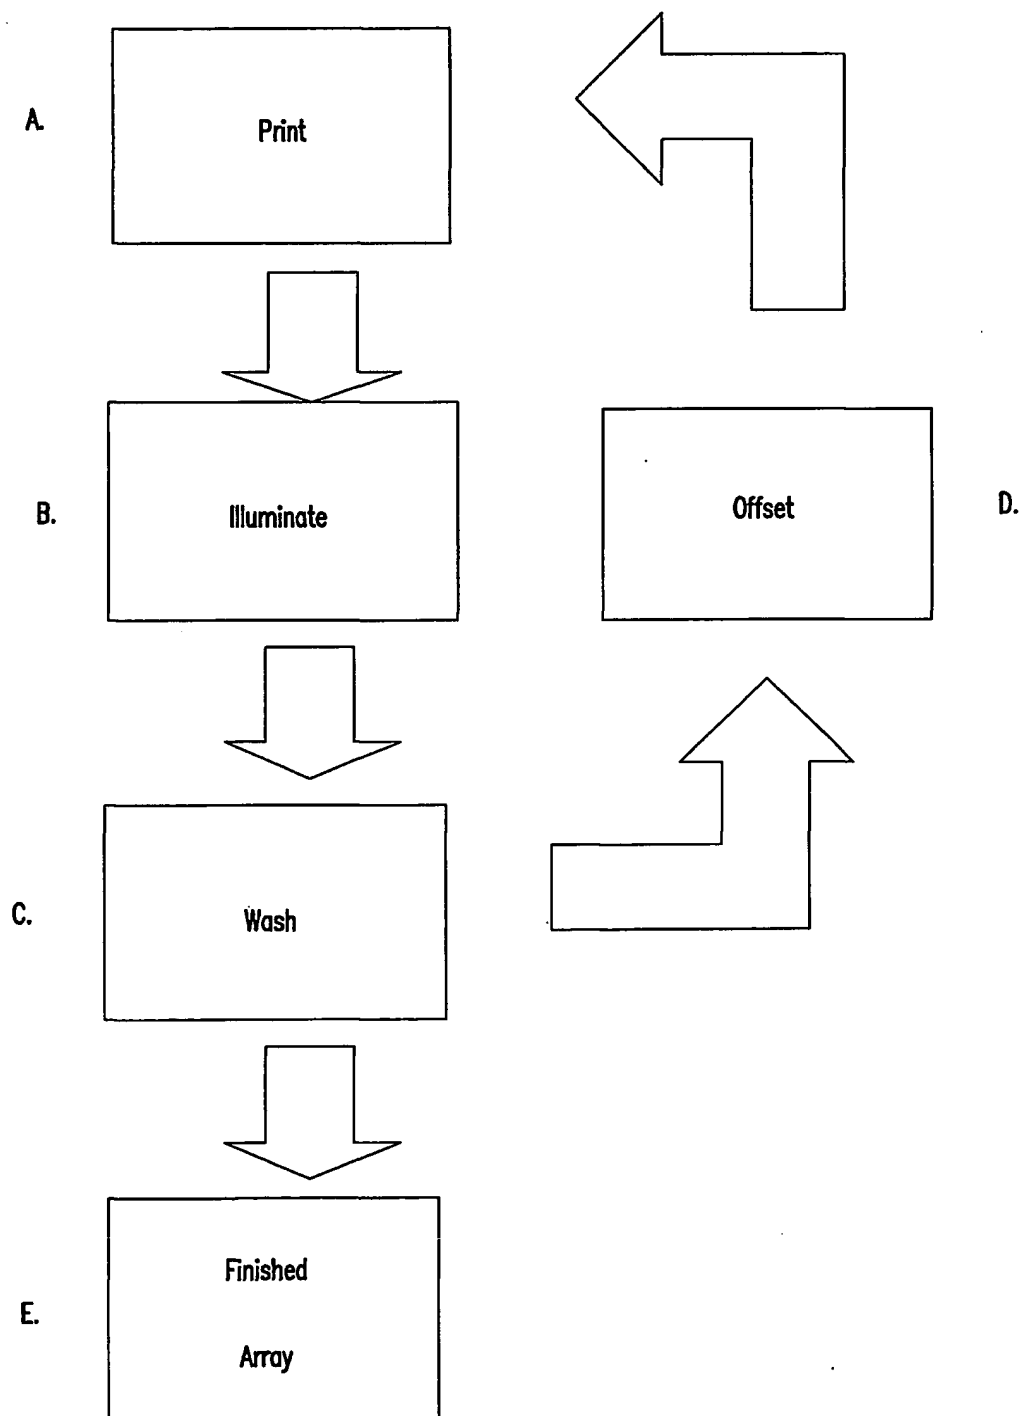 A.
Print
B.
Illuminate
Offset
D.
C.
Wash
E.
Finished
Array